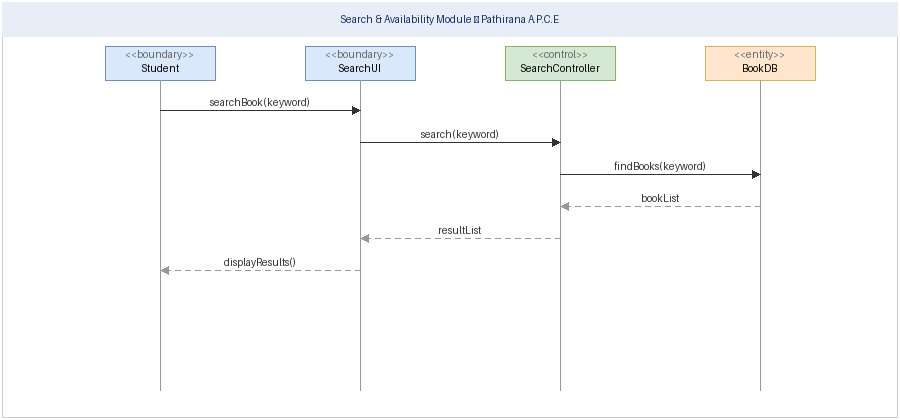 Search & Availability Module □ Pathirana A.P.C.E
<<boundary>>
Student
<<boundary>>
SearchUI
<<control>>
SearchController
<<entity>>
BookDB
searchBook(keyword)
search(keyword)
findBooks(keyword)
bookList
resultList
displayResults()